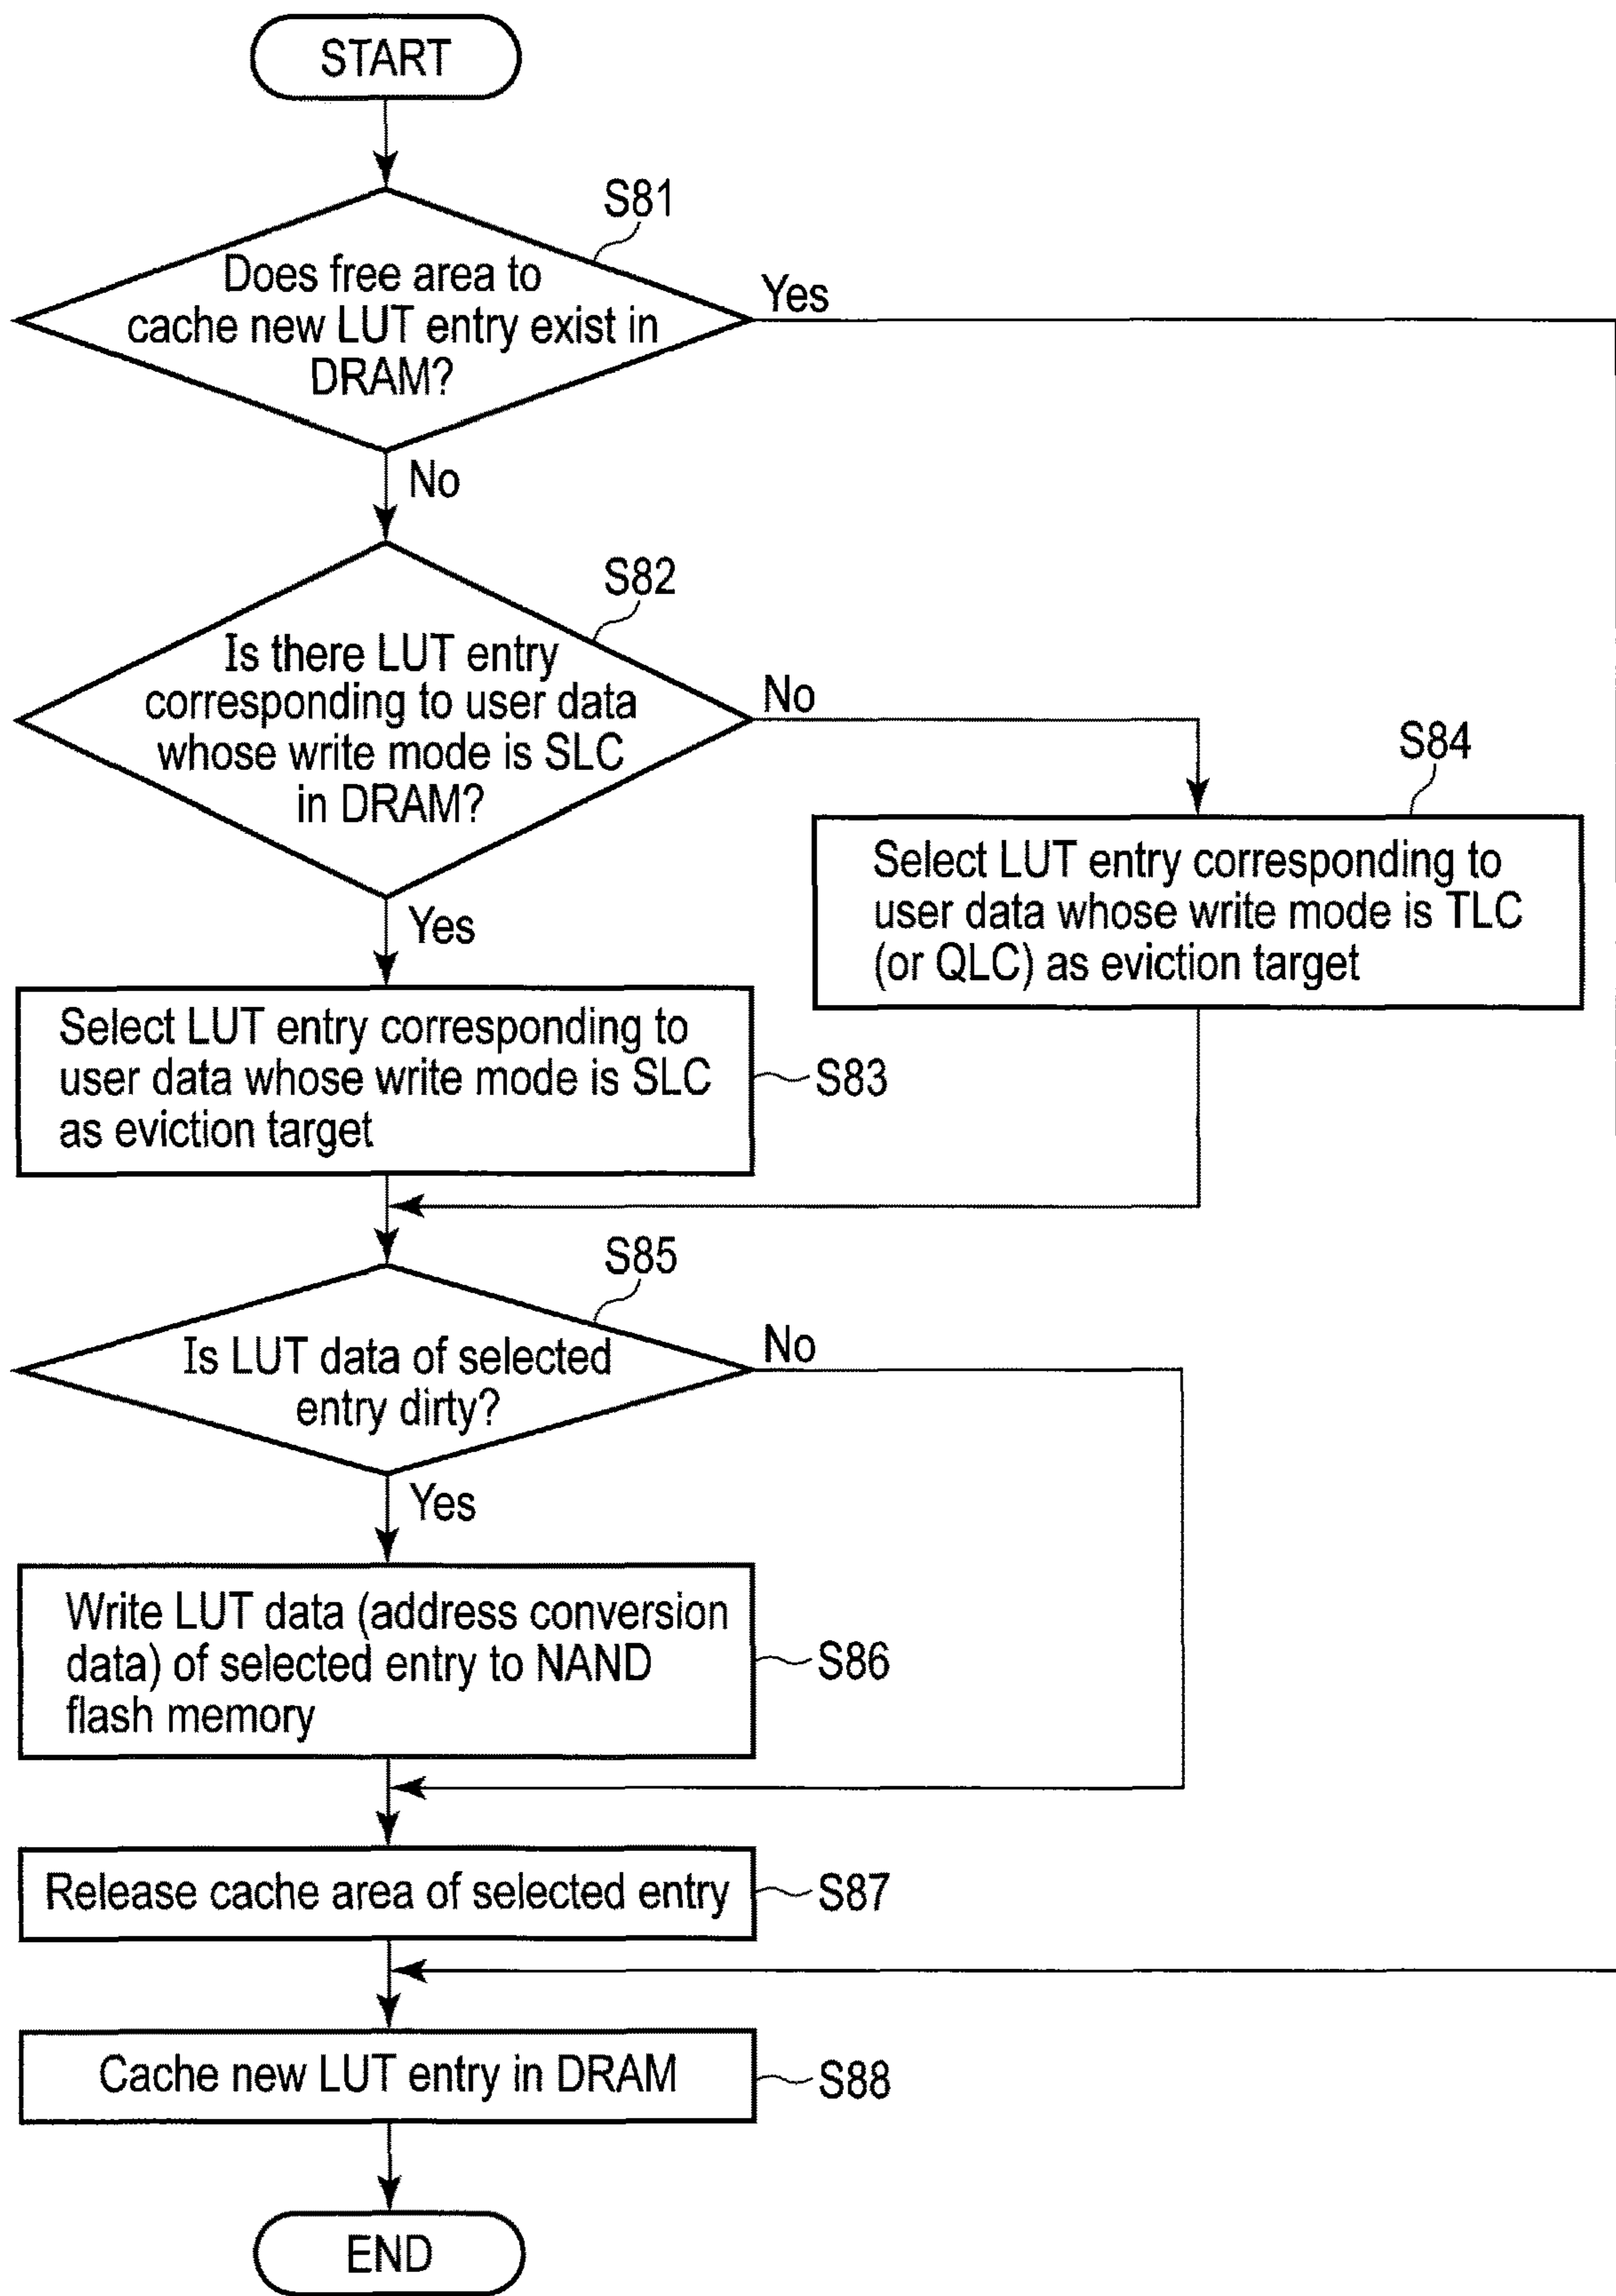 START
S81
Does free area to
cache new LUT entry exist in
DRAM?
Yes
No
S82
Is there LUT entry
corresponding to user data
whose write mode is SLC
in DRAM?
No
Yes
S84
Select LUT entry corresponding to
user data whose write mode is TLC
(or QLC) as eviction target
Select LUT entry corresponding to
user data whose write mode is SLC
as eviction target
S83
S85
Is LUT data of selected
entry dirty?
No
Yes
Write LUT data (address conversion
data) of selected entry to NAND
flash memory
S86
Release cache area of selected entry
S87
Cache new LUT entry in DRAM
S88
END